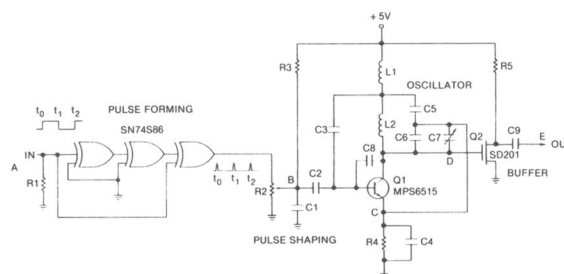 + 5V
R3
L1
OSCILLATOR
R5
t0 t1 t2
PULSE FORMING
SN74S86
C5
L2
C3
C6
C7
Q2
C9
E
OU
IN
A
C8
D
SD201
BUFFER
R1
t0 t1 t2
R2
B
C2
Q1
MPS6515
C1
C
PULSE SHAPING
R4
C4